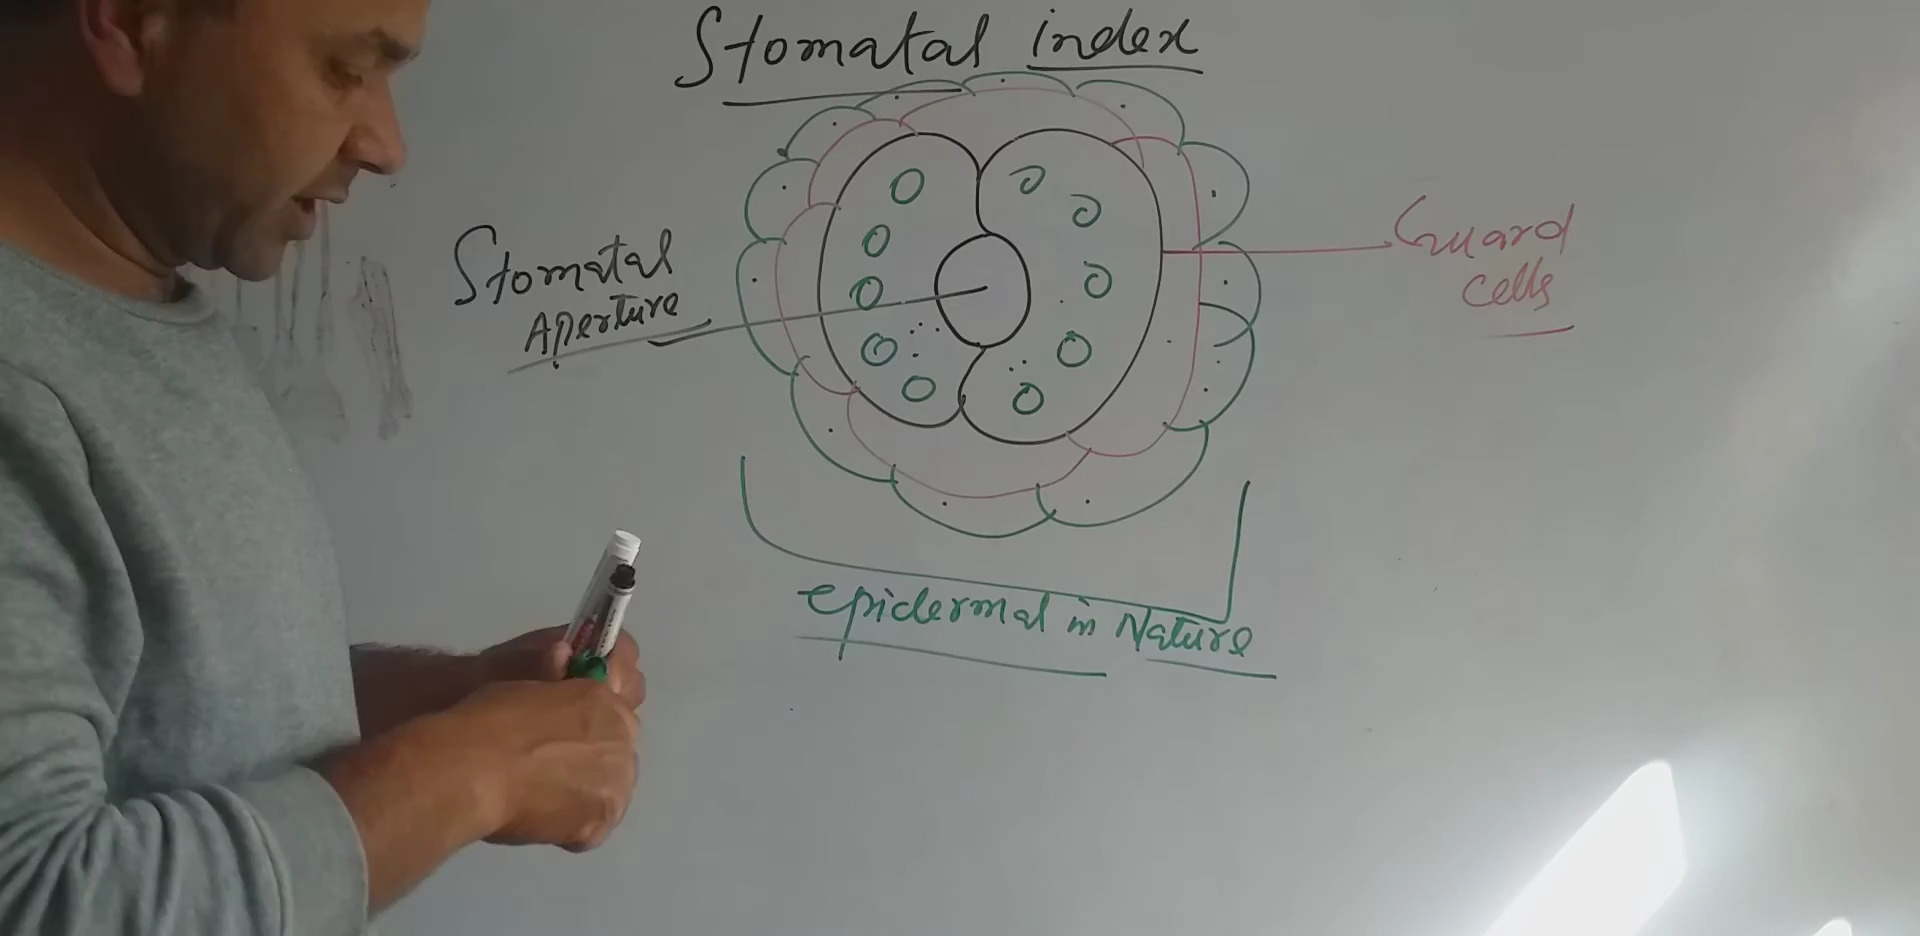 Stomatal index
Stomatal
Aperture
Guard
cells
epidermal in Nature